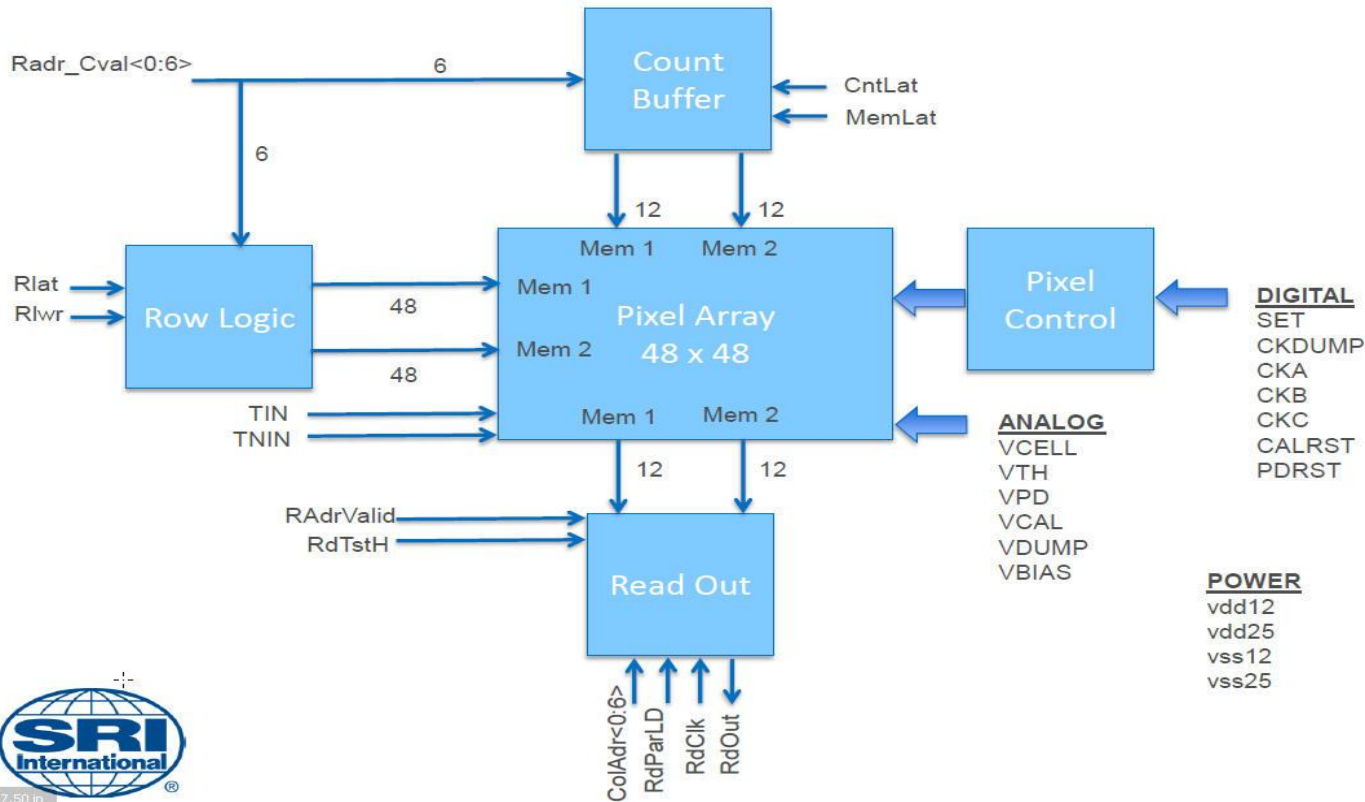 Radr_Cval<0:6>
6
Count
Buffer
CntLat
MemLat
6
12
12
Rlat
Rlwr
Row Logic
48
48
Mem 1
Mem 2
Mem 1
Mem 2
Pixel Array
48 x 48
Mem 1
Mem 2
Pixel
Control
DIGITAL
SET
CKDUMP
CKA
CKB
CKC
CALRST
PDRST
TIN
TNIN
ANALOG
VCELL
VTH
VPD
VCAL
VDUMP
VBIAS
12
12
RAdrValid
RdTstH
Read Out
POWER
vdd12
vdd25
vss12
vss25
ColAdr<0:6>
RdParLD
RdClk
RdOut
SRI
International
®